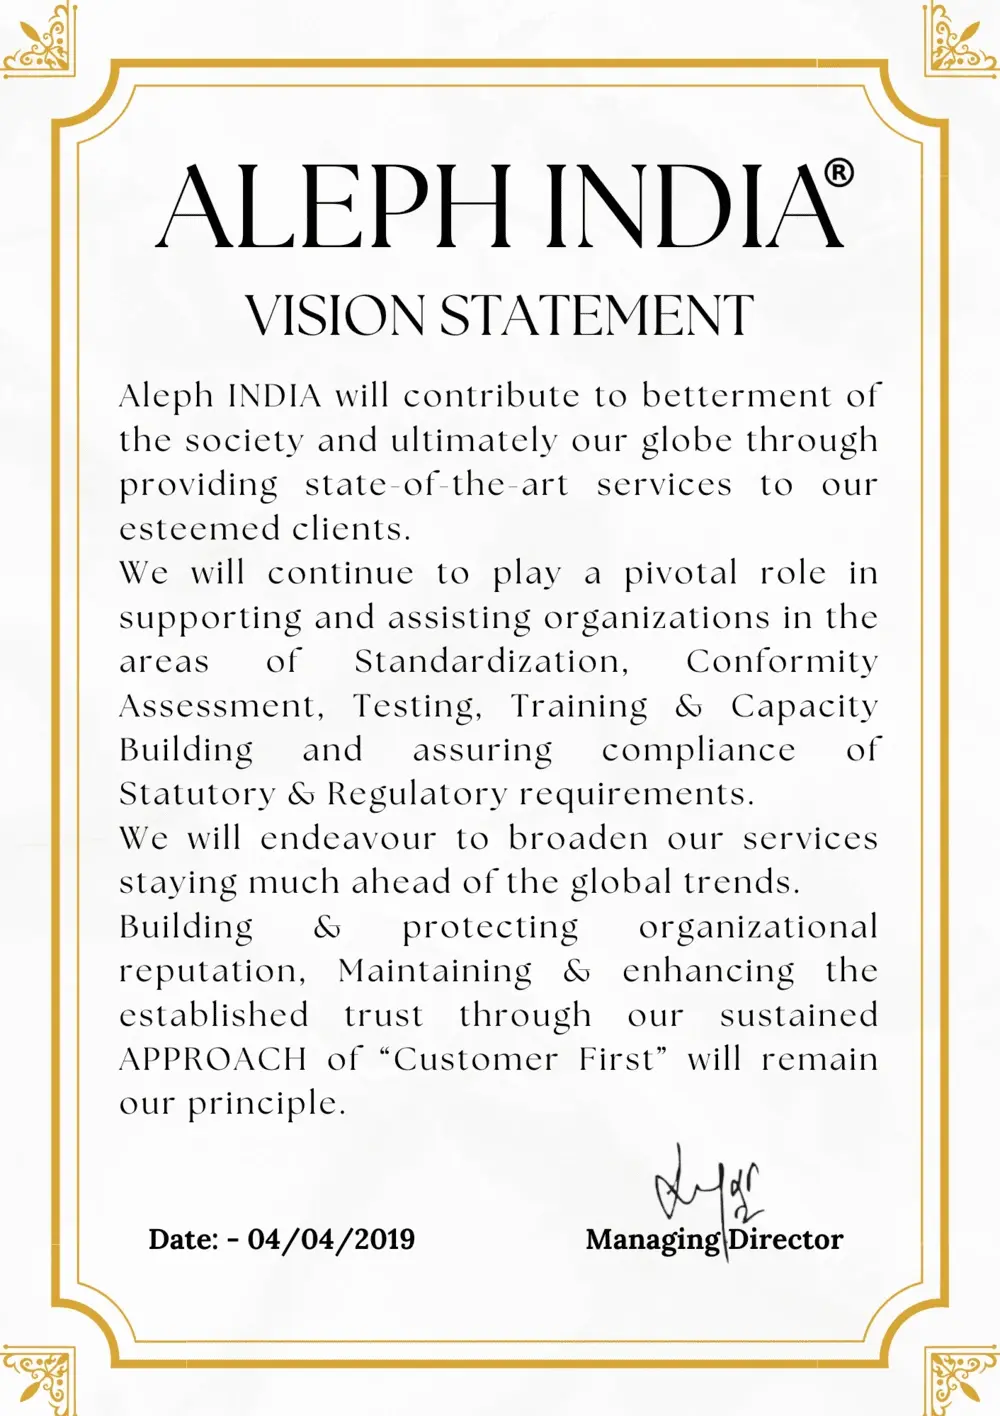 ALEPH INDIA®
VISION STATEMENT
Aleph INDIA will contribute to betterment of
the society and ultimately our globe through
providing state-of-the-art services to our
esteemed clients.
We will continue to play a pivotal role in
supporting and assisting organizations in the
areas of Standardization, Conformity
Assessment, Testing, Training & Capacity
Building and assuring compliance of
Statutory & Regulatory requirements.
We will endeavour to broaden our services
staying much ahead of the global trends.
Building & protecting organizational
reputation, Maintaining & enhancing the
established trust through our sustained
APPROACH of “Customer First” will remain
our principle.
Date: - 04/04/2019
Managing Director